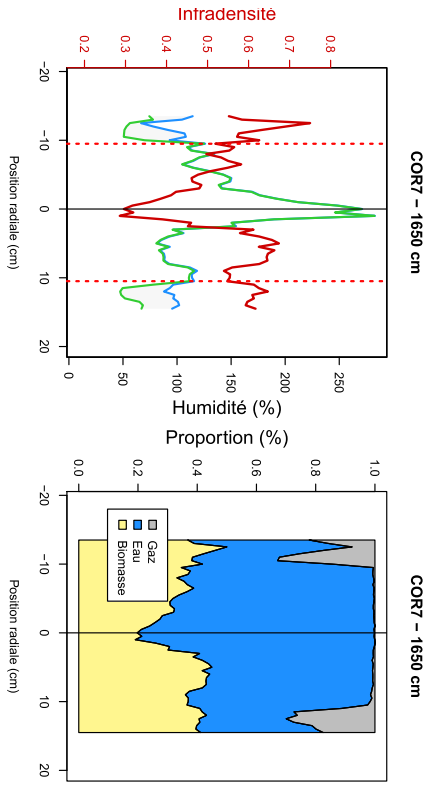 COR7 − 1650 cm
Intradensité
0.2 0.3 0.4 0.5 0.6 0.7 0.8
−20 −10 0 10 20
Position radiale (cm)
0 50 100 150 200 250
Humidité (%)
COR7 − 1650 cm
Proportion (%)
0.0 0.2 0.4 0.6 0.8 1.0
−20 −10 0 10 20
Position radiale (cm)
Gaz
Eau
Biomasse